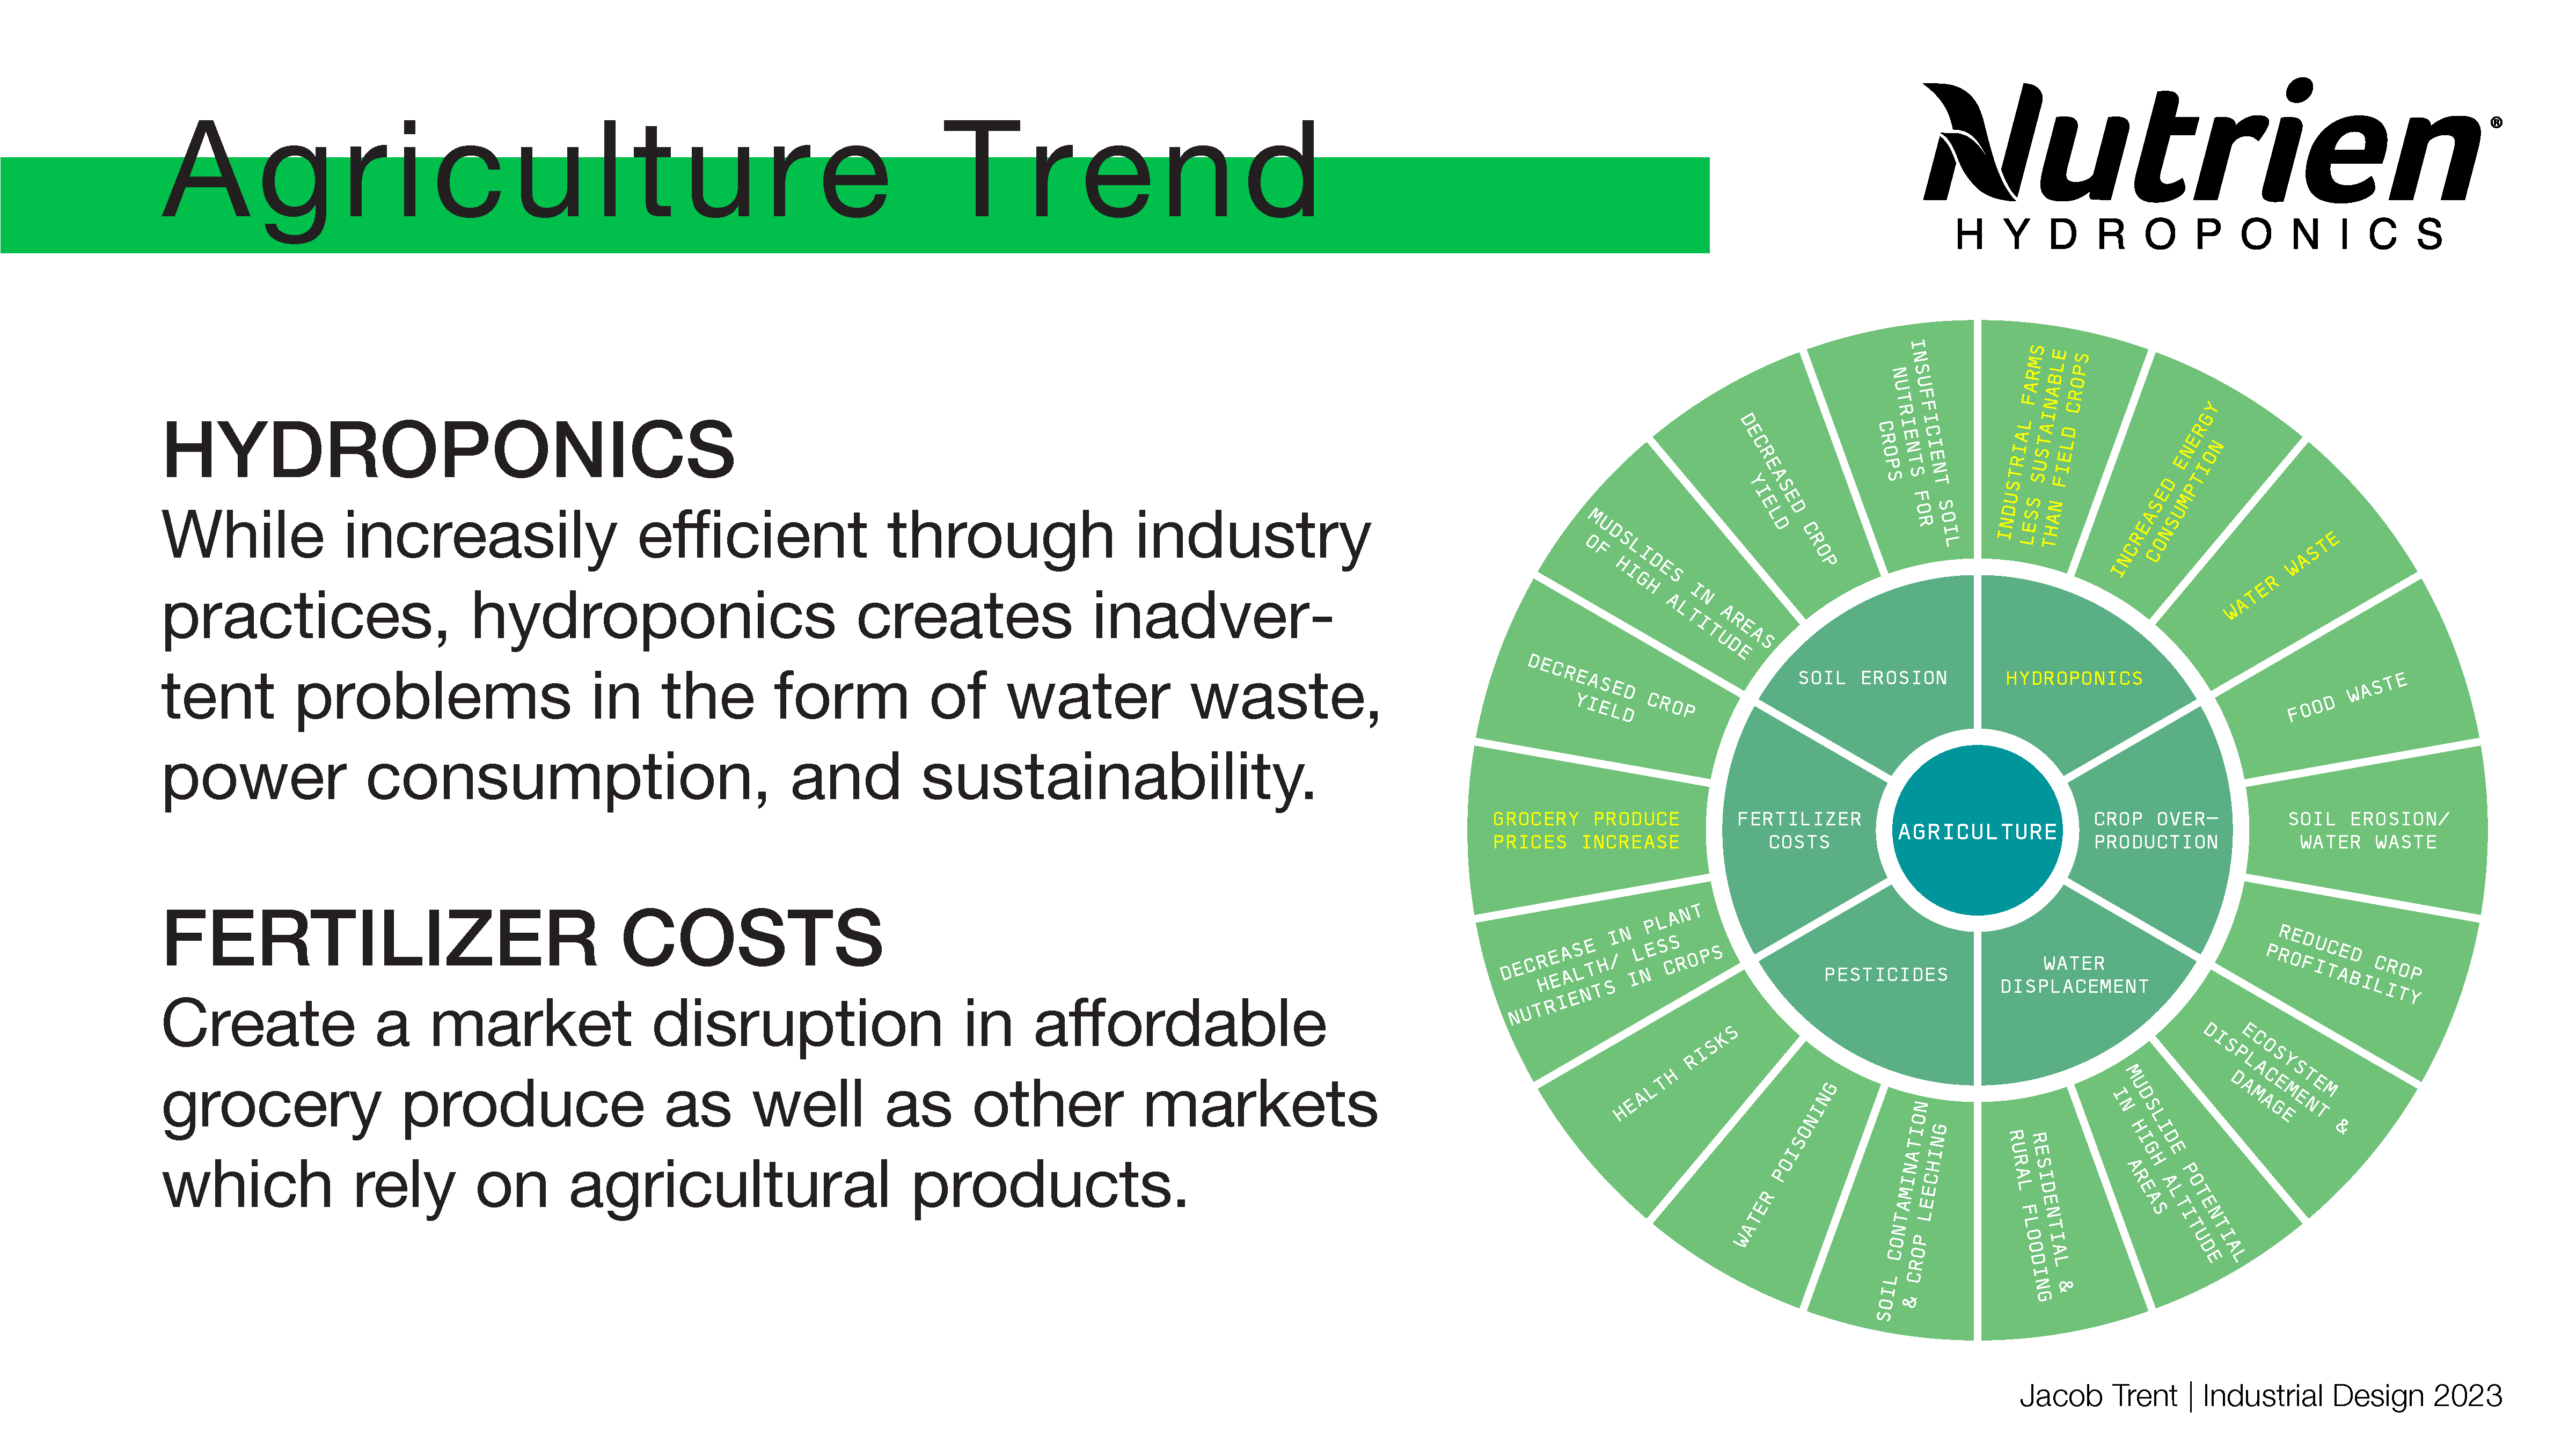 Agriculture Trend
Nutrien®
HYDROPONICS
HYDROPONICS
While increasily efficient through industry
practices, hydroponics creates inadver-
tent problems in the form of water waste,
power consumption, and sustainability.
FERTILIZER COSTS
Create a market disruption in affordable
grocery produce as well as other markets
which rely on agricultural products.
AGRICULTURE
SOIL EROSION
HYDROPONICS
CROP OVER–
PRODUCTION
WATER
DISPLACEMENT
PESTICIDES
FERTILIZER
COSTS
INDUSTRIAL FARMS
LESS SUSTAINABLE
THAN FIELD CROPS
INCREASED ENERGY
CONSUMPTION
WATER WASTE
FOOD WASTE
SOIL EROSION/
WATER WASTE
REDUCED CROP
PROFITABILITY
ECOSYSTEM
DISPLACEMENT &
DAMAGE
MUDSLIDE POTENTIAL
IN HIGH ALTITUDE
AREAS
RESIDENTIAL &
RURAL FLOODING
SOIL CONTAMINATION
& CROP LEECHING
WATER POISONING
HEALTH RISKS
DECREASE IN PLANT
HEALTH/ LESS
NUTRIENTS IN CROPS
GROCERY PRODUCE
PRICES INCREASE
DECREASED CROP
YIELD
MUDSLIDES IN AREAS
OF HIGH ALTITUDE
DECREASED CROP
YIELD
INSUFFICIENT SOIL
NUTRIENTS FOR
CROPS
Jacob Trent | Industrial Design 2023